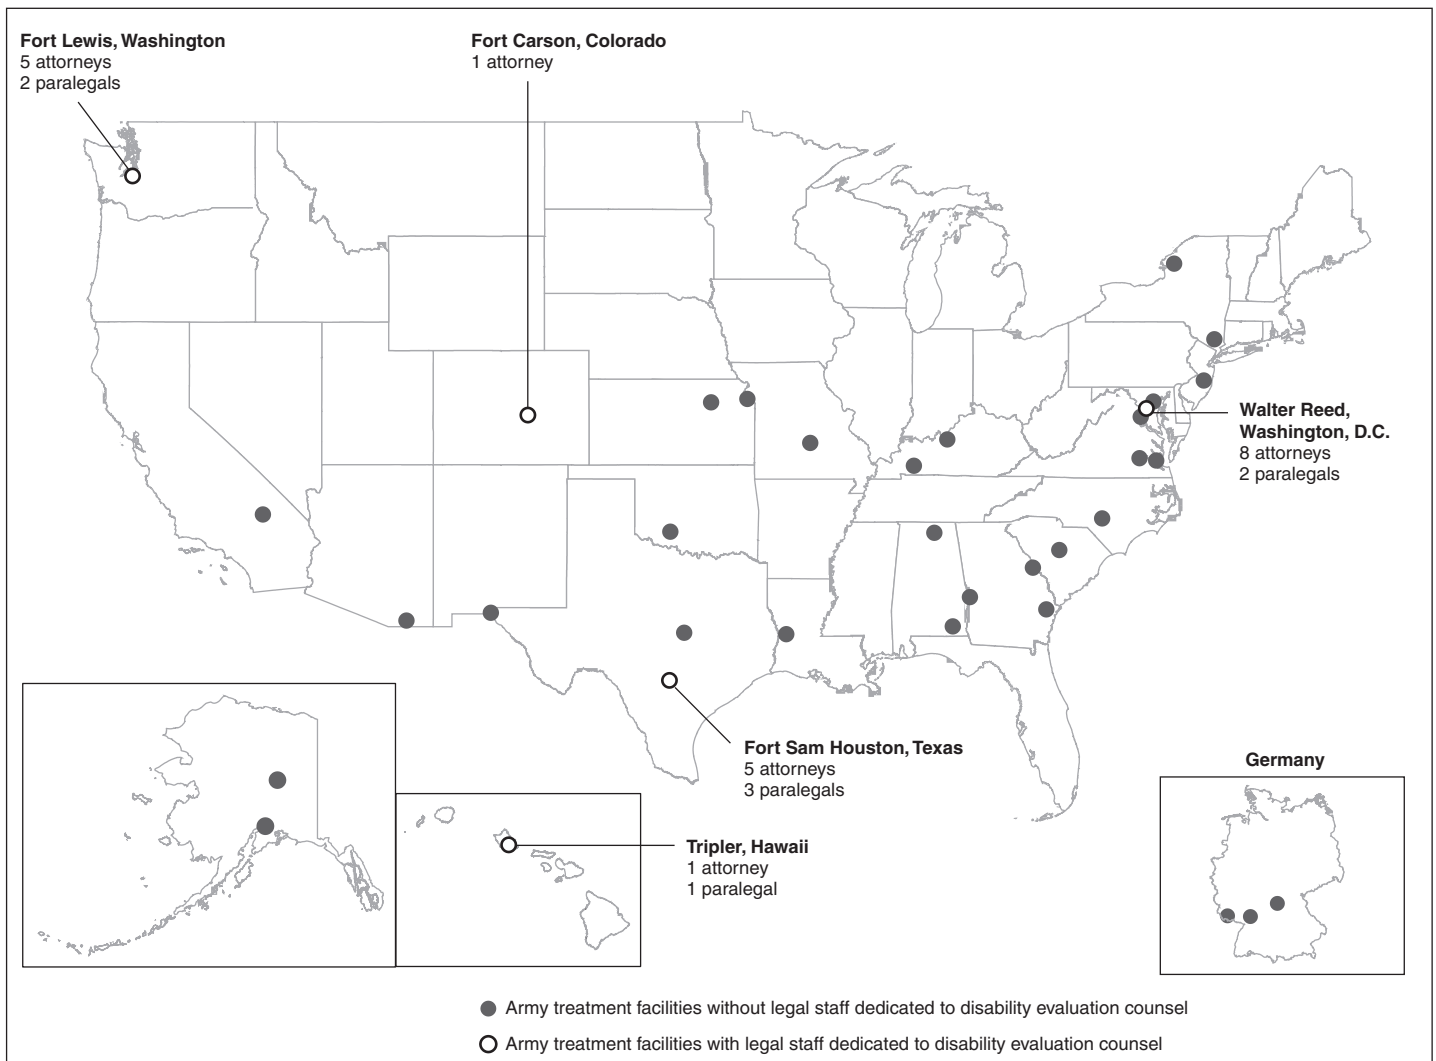 Fort Lewis, Washington
5 attorneys
2 paralegals
Fort Carson, Colorado
1 attorney
Walter Reed,
Washington, D.C.
8 attorneys
2 paralegals
Fort Sam Houston, Texas
5 attorneys
3 paralegals
Germany
Tripler, Hawaii
1 attorney
1 paralegal
Army treatment facilities without legal staff dedicated to disability evaluation counsel
Army treatment facilities with legal staff dedicated to disability evaluation counsel